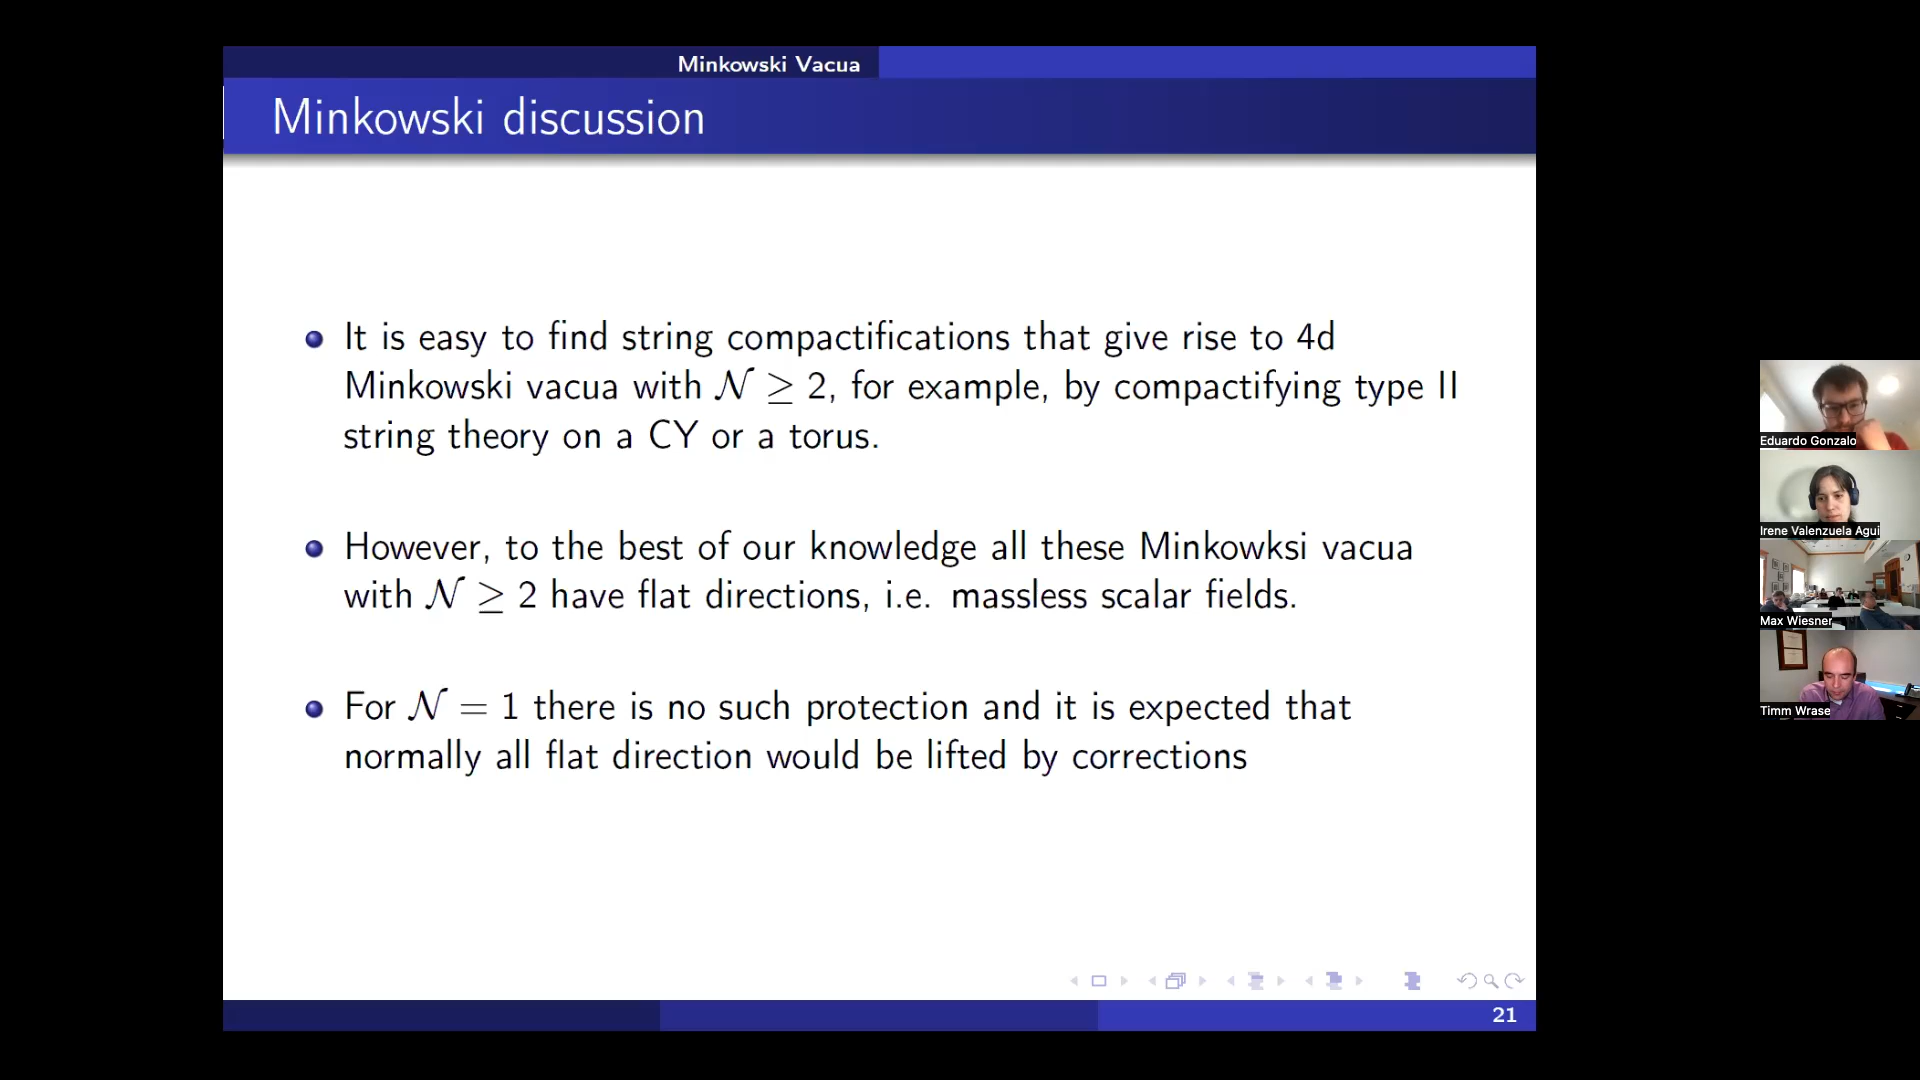 Minkowski Vacua
Minkowski discussion
It is easy to find string compactifications that give rise to 4d
Minkowski vacua with 𝒩 ≥ 2, for example, by compactifying type II
string theory on a CY or a torus.
However, to the best of our knowledge all these Minkowksi vacua
with 𝒩 ≥ 2 have flat directions, i.e. massless scalar fields.
For 𝒩 = 1 there is no such protection and it is expected that
normally all flat direction would be lifted by corrections
21
Eduardo Gonzalo
Irene Valenzuela Agui
Max Wiesner
Timm Wrase